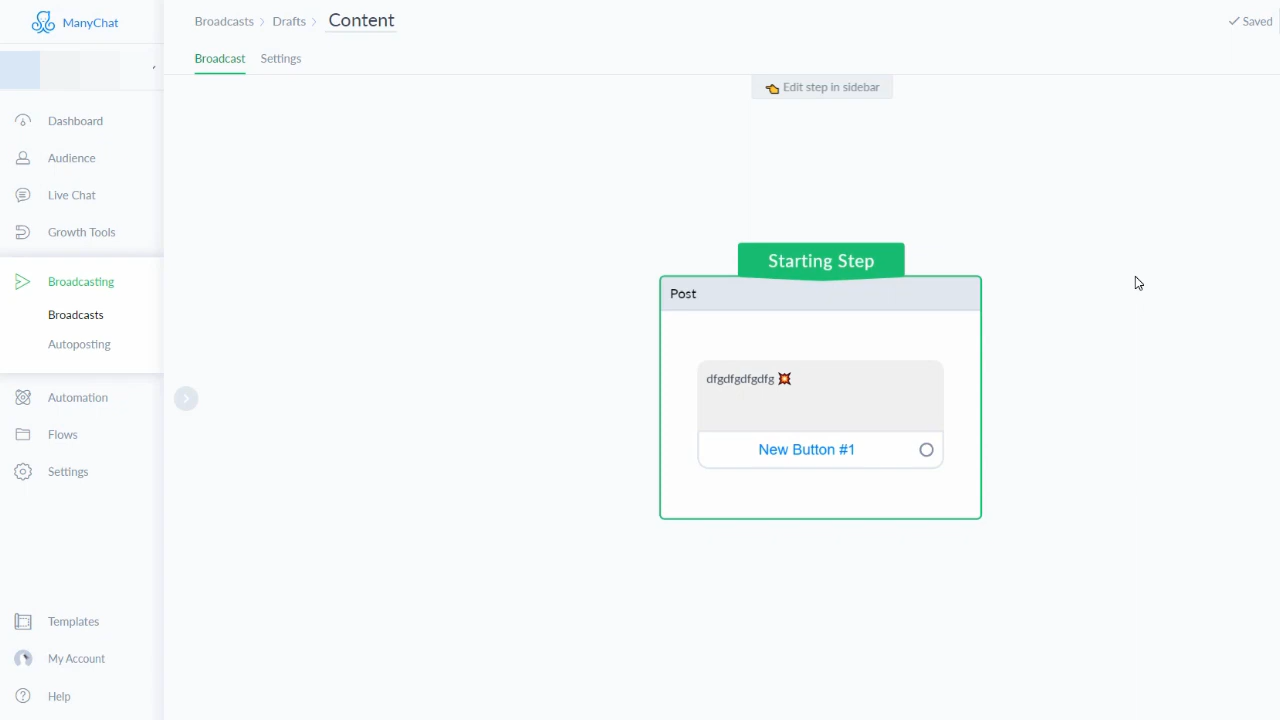 ManyChat
Broadcasts > Drafts > Content
Saved
Broadcast Settings
Edit step in sidebar
Dashboard
Audience
Live Chat
Growth Tools
Broadcasting
Broadcasts
Autoposting
Automation
Flows
Settings
Templates
My Account
Help
Starting Step
Post
dfgdfgdfgdfg 💥
New Button #1